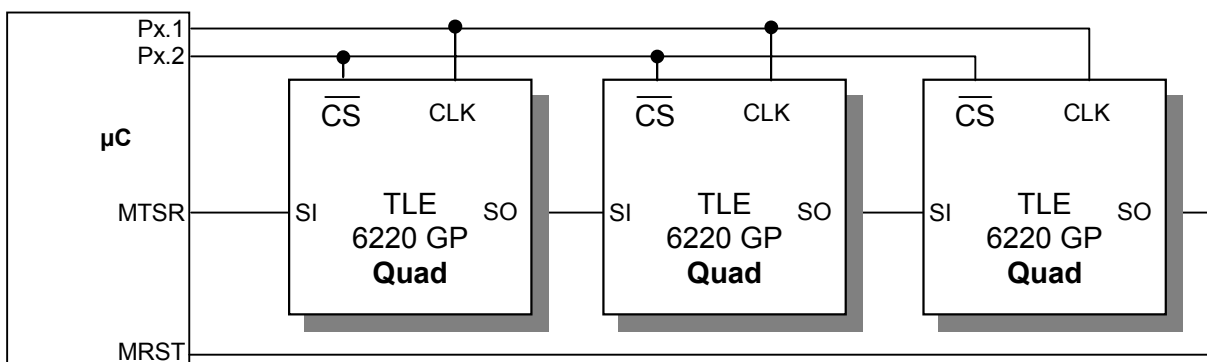 Px.1
Px.2
CS CLK CS CLK CS CLK
µC
MTSR SI TLE SO SI TLE SO SI TLE SO
6220 GP 6220 GP 6220 GP
Quad Quad Quad
MRST